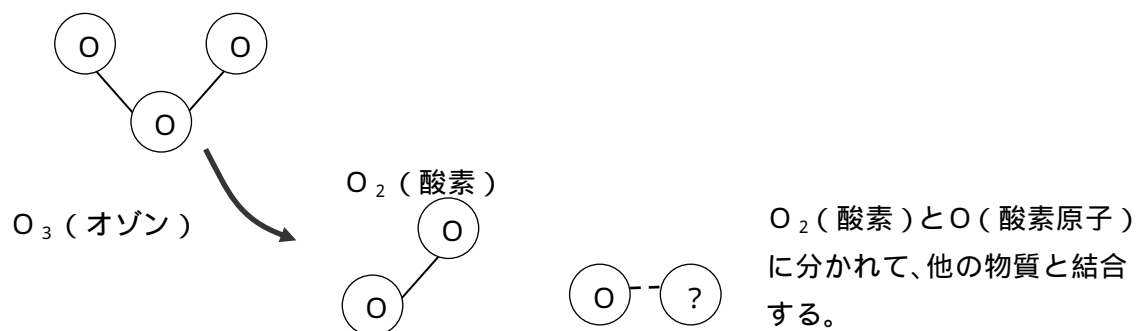 O O
O
O₂(酸素)
O₃(オゾン)
O
O
O ?
O₂(酸素)とO(酸素原子)
に分かれて、他の物質と結合
する。